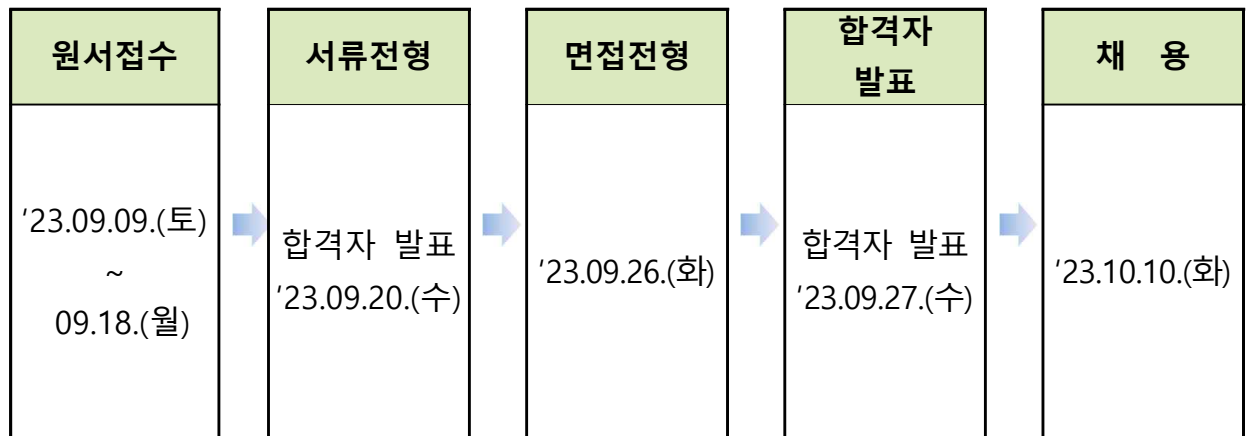 원서접수
'23.09.09.(토)
~
09.18.(월)
서류전형
합격자 발표
'23.09.20.(수)
면접전형
'23.09.26.(화)
합격자
발표
합격자 발표
'23.09.27.(수)
채 용
'23.10.10.(화)